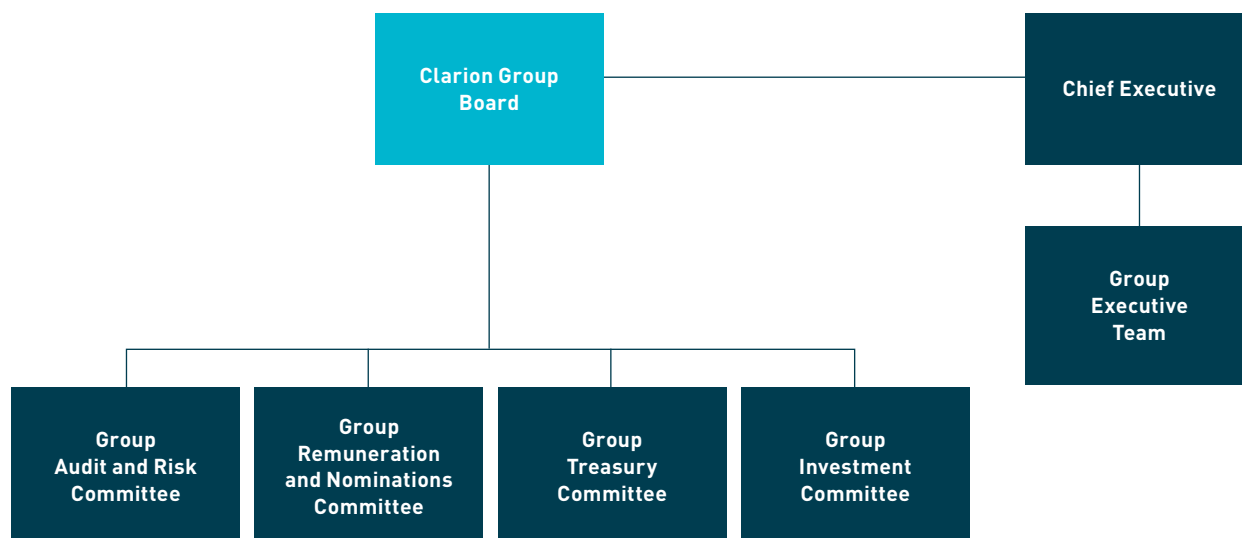 Clarion Group
Board
Chief Executive
Group
Executive
Team
Group
Audit and Risk
Committee
Group
Remuneration
and Nominations
Committee
Group
Treasury
Committee
Group
Investment
Committee